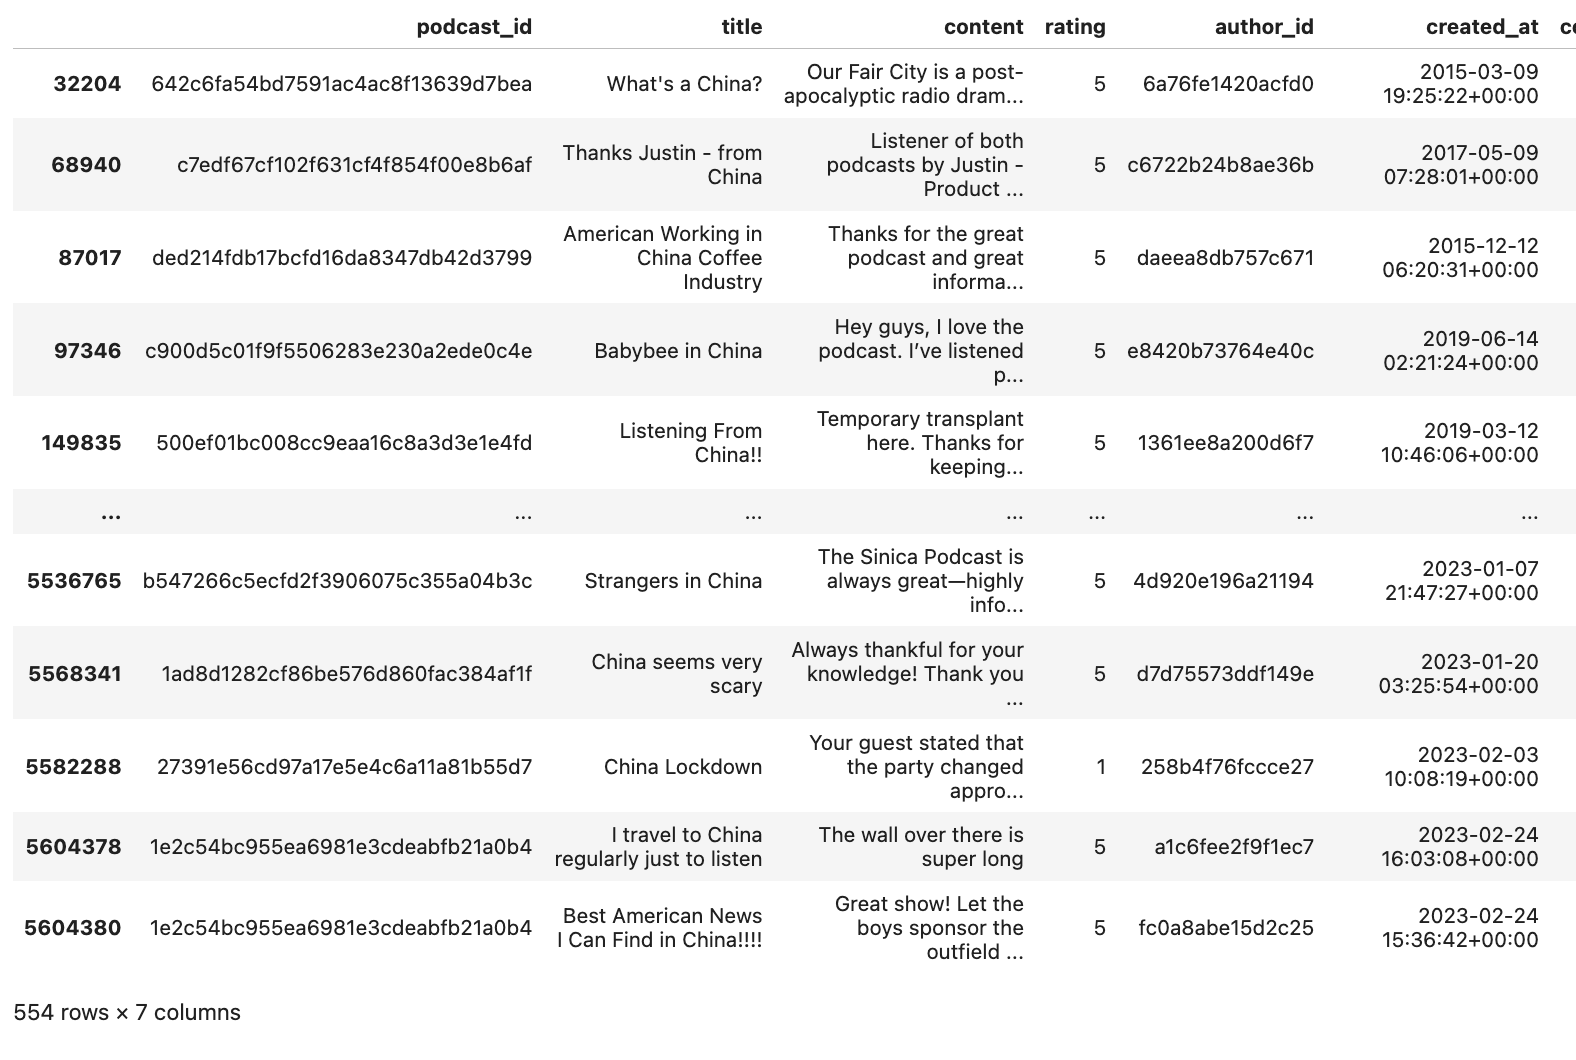 podcast_id title content rating author_id created_at
32204 642c6fa54bd7591ac4ac8f13639d7bea What's a China? Our Fair City is a post-apocalyptic radio dram... 5 6a76fe1420acfd0 2015-03-09 19:25:22+00:00
68940 c7edf67cf102f631cf4f854f00e8b6af Thanks Justin - from China Listener of both podcasts by Justin - Product ... 5 c6722b24b8ae36b 2017-05-09 07:28:01+00:00
87017 ded214fdb17bcfd16da8347db42d3799 American Working in China Coffee Industry Thanks for the great podcast and great informa... 5 daeea8db757c671 2015-12-12 06:20:31+00:00
97346 c900d5c01f9f5506283e230a2ede0c4e Babybee in China Hey guys, I love the podcast. I’ve listened p... 5 e8420b73764e40c 2019-06-14 02:21:24+00:00
149835 500ef01bc008cc9eaa16c8a3d3e1e4fd Listening From China!! Temporary transplant here. Thanks for keeping... 5 1361ee8a200d6f7 2019-03-12 10:46:06+00:00
... ... ... ... ... ... ...
5536765 b547266c5ecfd2f3906075c355a04b3c Strangers in China The Sinica Podcast is always great—highly info... 5 4d920e196a21194 2023-01-07 21:47:27+00:00
5568341 1ad8d1282cf86be576d860fac384af1f China seems very scary Always thankful for your knowledge! Thank you ... 5 d7d75573ddf149e 2023-01-20 03:25:54+00:00
5582288 27391e56cd97a17e5e4c6a11a81b55d7 China Lockdown Your guest stated that the party changed appro... 1 258b4f76fccce27 2023-02-03 10:08:19+00:00
5604378 1e2c54bc955ea6981e3cdeabfb21a0b4 I travel to China regularly just to listen The wall over there is super long 5 a1c6fee2f9f1ec7 2023-02-24 16:03:08+00:00
5604380 1e2c54bc955ea6981e3cdeabfb21a0b4 Best American News I Can Find in China!!!! Great show! Let the boys sponsor the outfield ... 5 fc0a8abe15d2c25 2023-02-24 15:36:42+00:00
554 rows × 7 columns